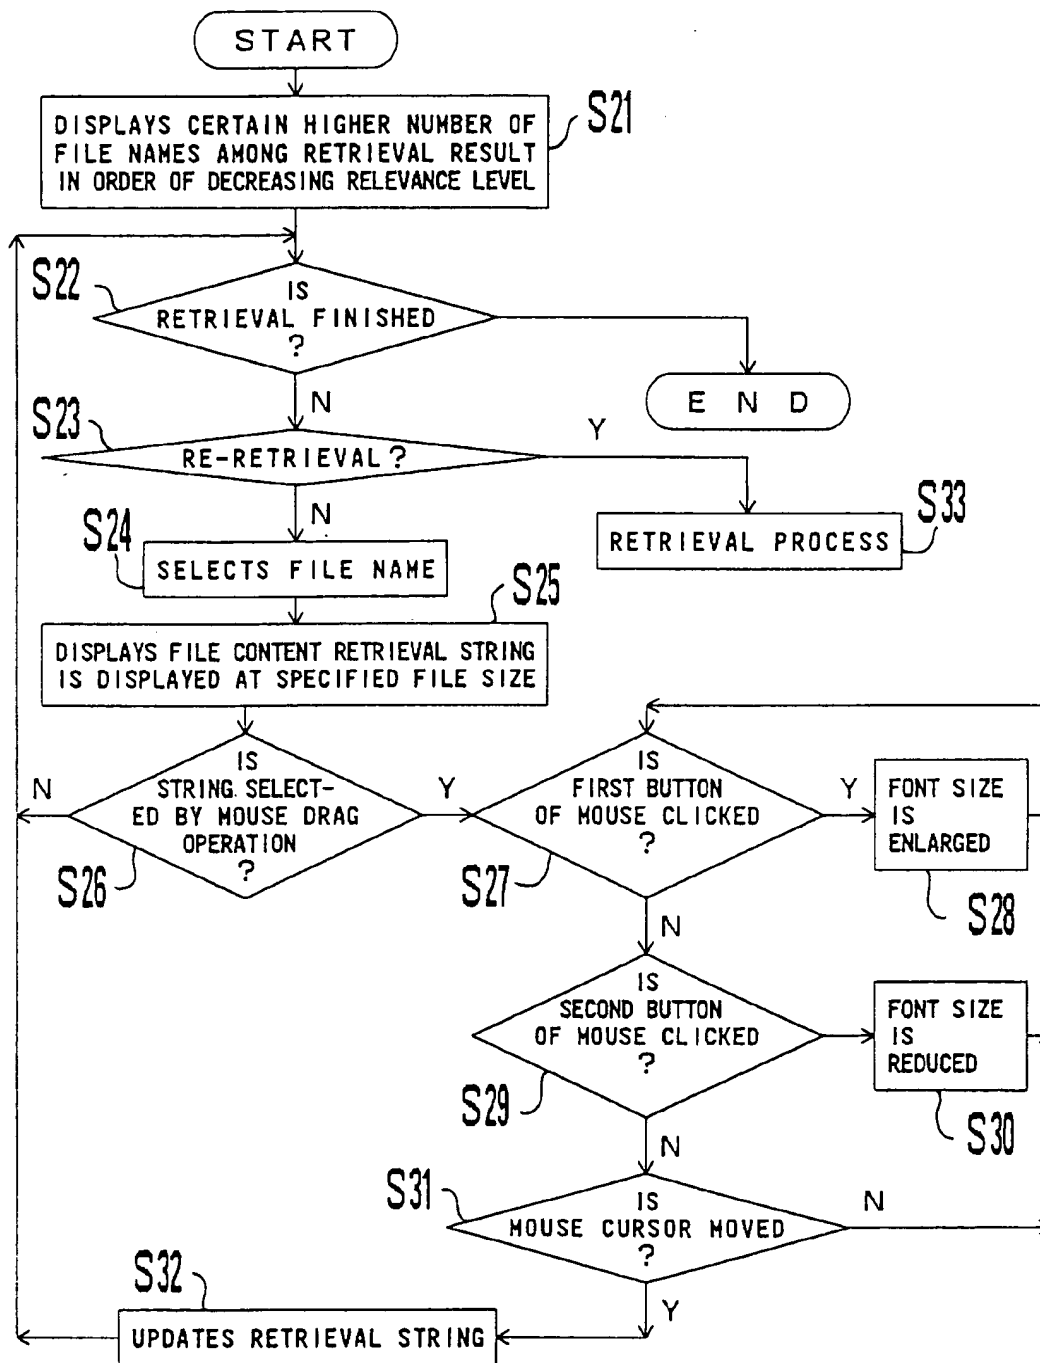 START
DISPLAYS CERTAIN HIGHER NUMBER OF
FILE NAMES AMONG RETRIEVAL RESULT
IN ORDER OF DECREASING RELEVANCE LEVEL
S21
S22
IS
RETRIEVAL FINISHED
?
END
N
S23
RE-RETRIEVAL?
Y
N
S33
RETRIEVAL PROCESS
S24
SELECTS FILE NAME
S25
DISPLAYS FILE CONTENT RETRIEVAL STRING
IS DISPLAYED AT SPECIFIED FILE SIZE
N
IS
STRING SELECT-
ED BY MOUSE DRAG
OPERATION
?
Y
S26
IS
FIRST BUTTON
OF MOUSE CLICKED
?
Y
S27
FONT SIZE
IS
ENLARGED
S28
N
IS
SECOND BUTTON
OF MOUSE CLICKED
?
S29
FONT SIZE
IS
REDUCED
S30
N
S31
IS
MOUSE CURSOR MOVED
?
N
Y
S32
UPDATES RETRIEVAL STRING